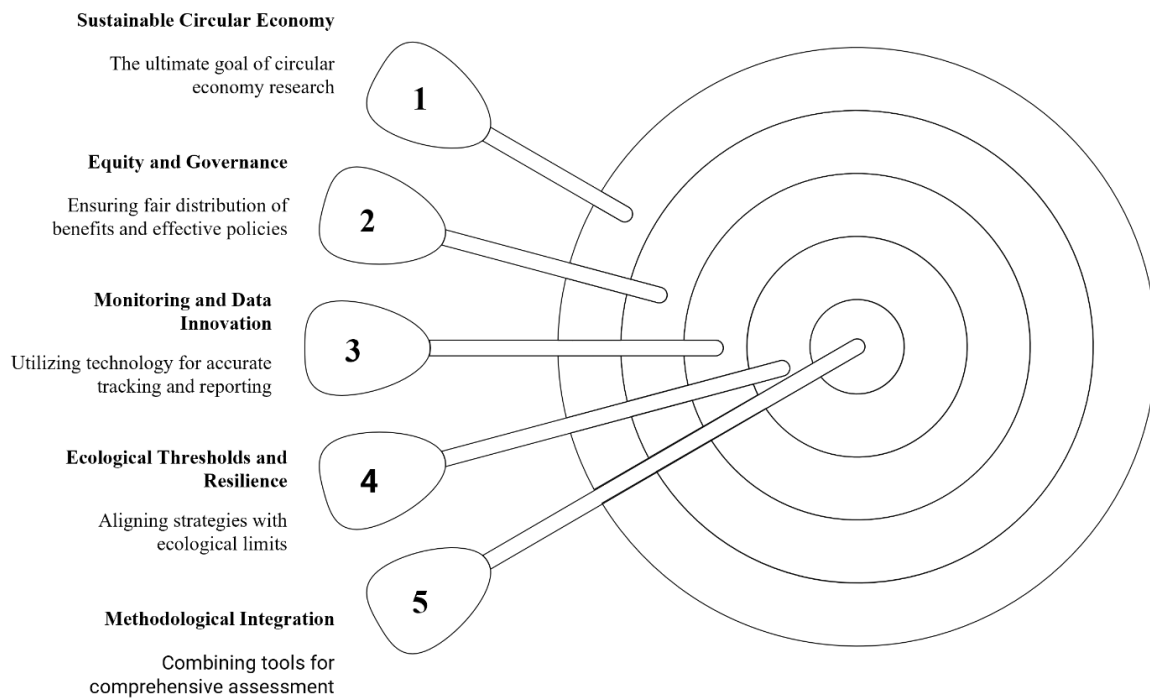 Sustainable Circular Economy
The ultimate goal of circular
economy research
1
Equity and Governance
Ensuring fair distribution of
benefits and effective policies
2
Monitoring and Data
Innovation
Utilizing technology for accurate
tracking and reporting
3
Ecological Thresholds and
Resilience
Aligning strategies with
ecological limits
4
Methodological Integration
Combining tools for
comprehensive assessment
5